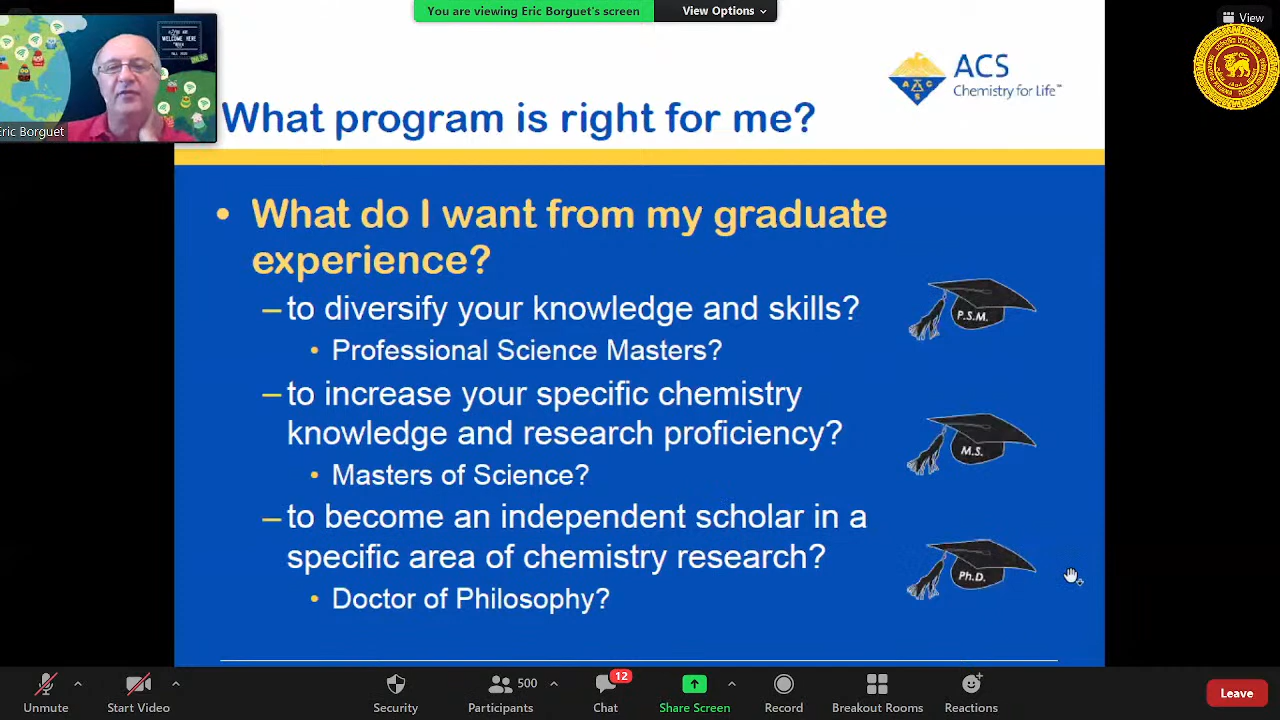 You are viewing Eric Borguet's screen
View Options
View
WELCOME HERE
Eric Borguet
ACS
Chemistry for Life™
What program is right for me?
• What do I want from my graduate
experience?
– to diversify your knowledge and skills?
• Professional Science Masters?
P.S.M.
– to increase your specific chemistry
knowledge and research proficiency?
• Masters of Science?
M.S.
– to become an independent scholar in a
specific area of chemistry research?
• Doctor of Philosophy?
Ph.D.
Unmute
Start Video
Security
500
Participants
12
Chat
Share Screen
Record
Breakout Rooms
Reactions
Leave